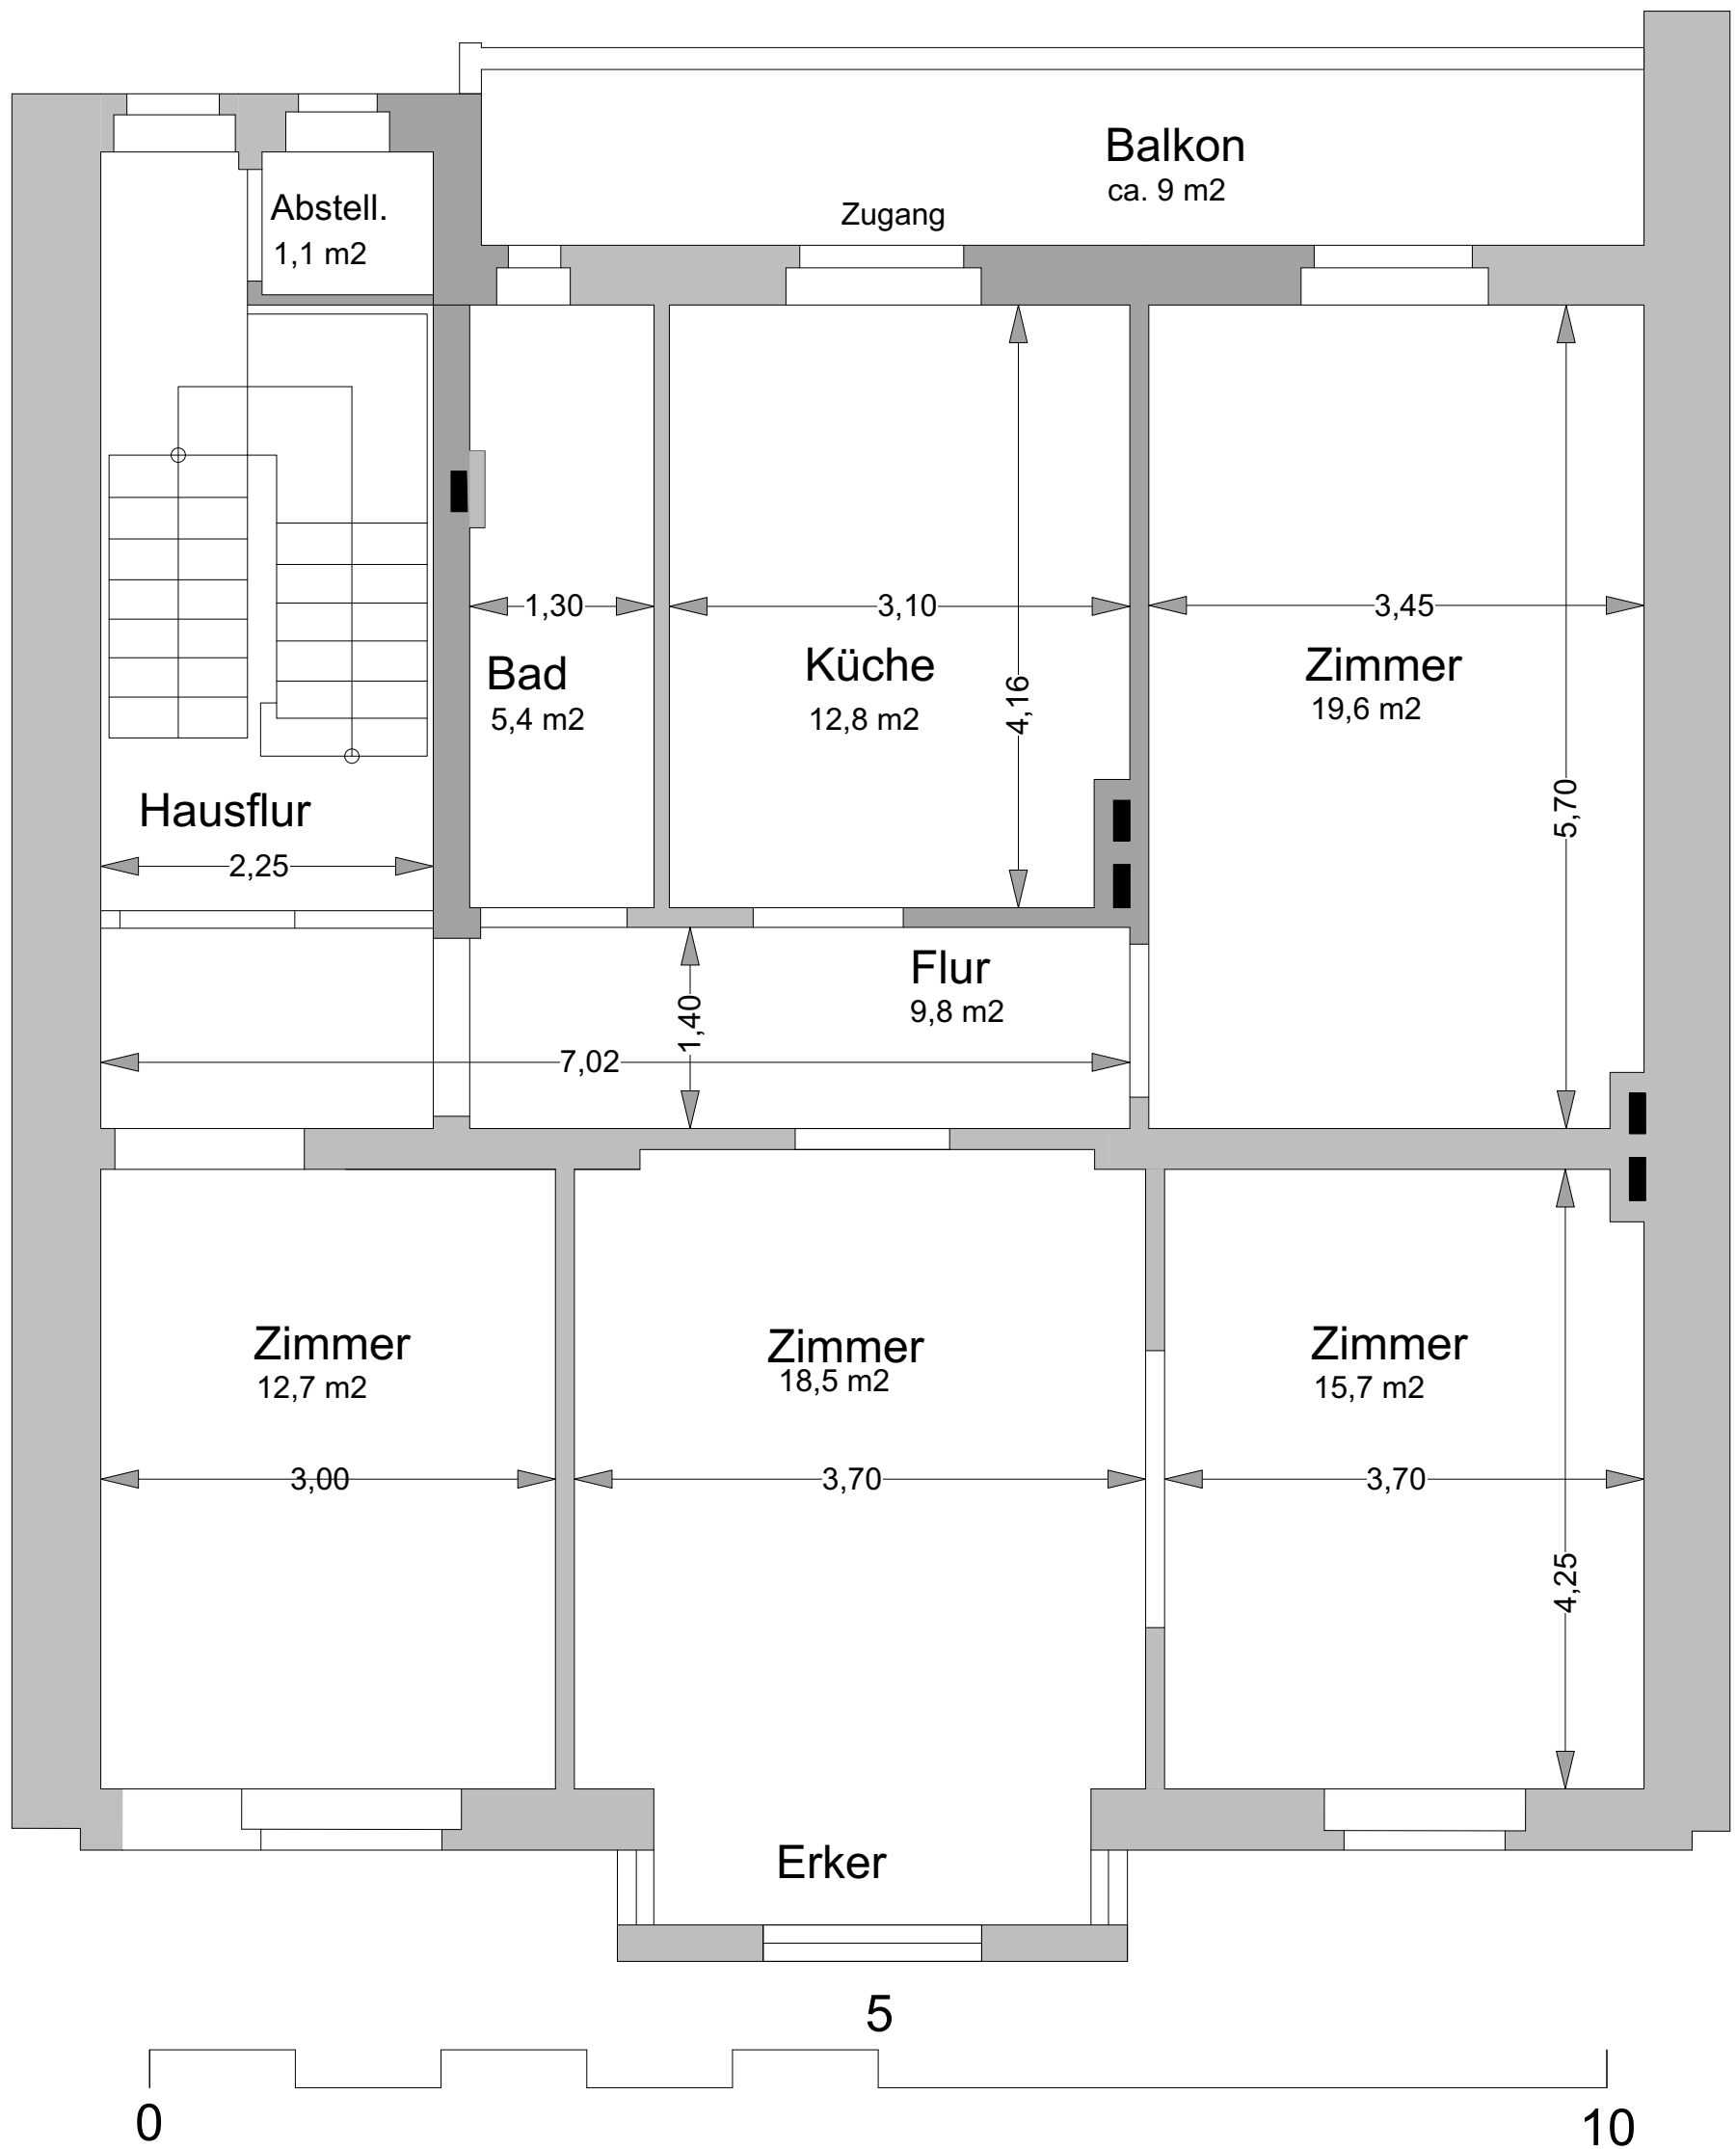 Balkon
ca. 9 m2
Zugang
Abstell.
1,1 m2
1,30
3,10
3,45
Bad
5,4 m2
Küche
12,8 m2
4,16
Zimmer
19,6 m2
5,70
Hausflur
2,25
Flur
9,8 m2
1,40
7,02
Zimmer
12,7 m2
Zimmer
18,5 m2
Zimmer
15,7 m2
3,00
3,70
3,70
4,25
Erker
5
0
10